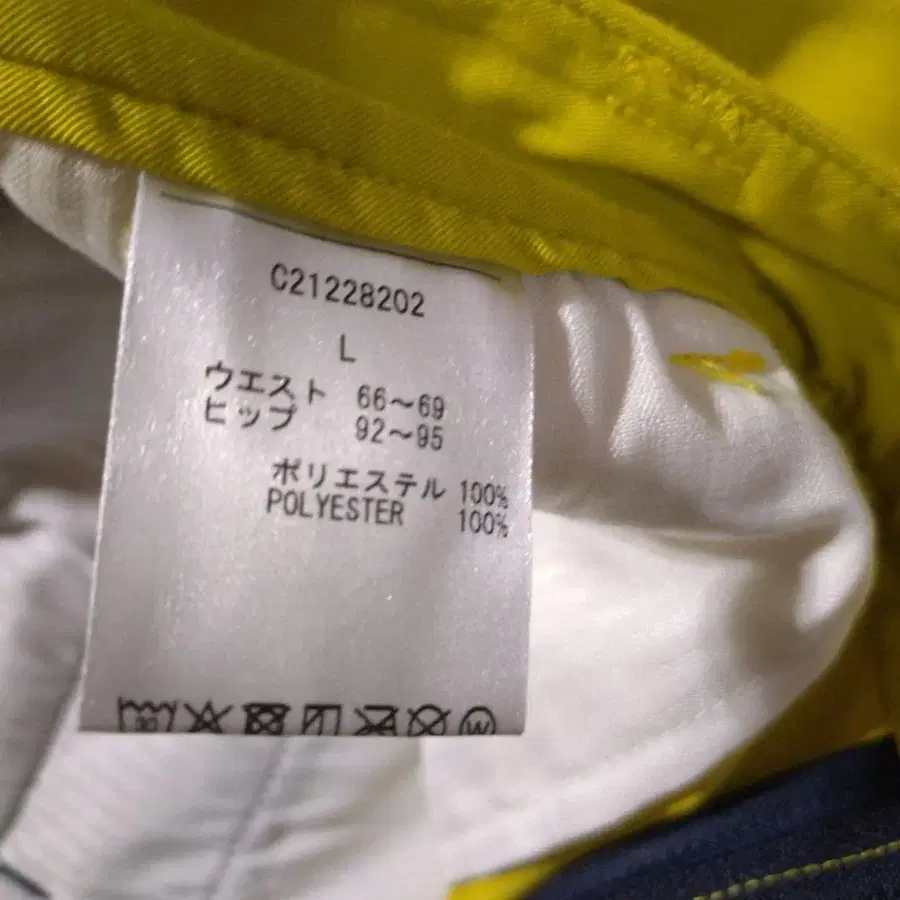 C21228202
L
ウエスト 66～69
ヒップ 92～95
ポリエステル 100%
POLYESTER 100%
W